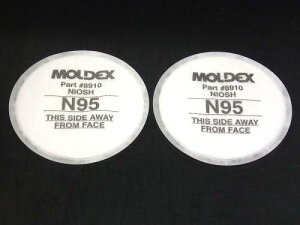 MOLDEX
Part #8910
NIOSH
N95
THIS SIDE AWAY
FROM FACE
MOLDEX
Part #8910
NIOSH
N95
THIS SIDE AWAY
FROM FACE